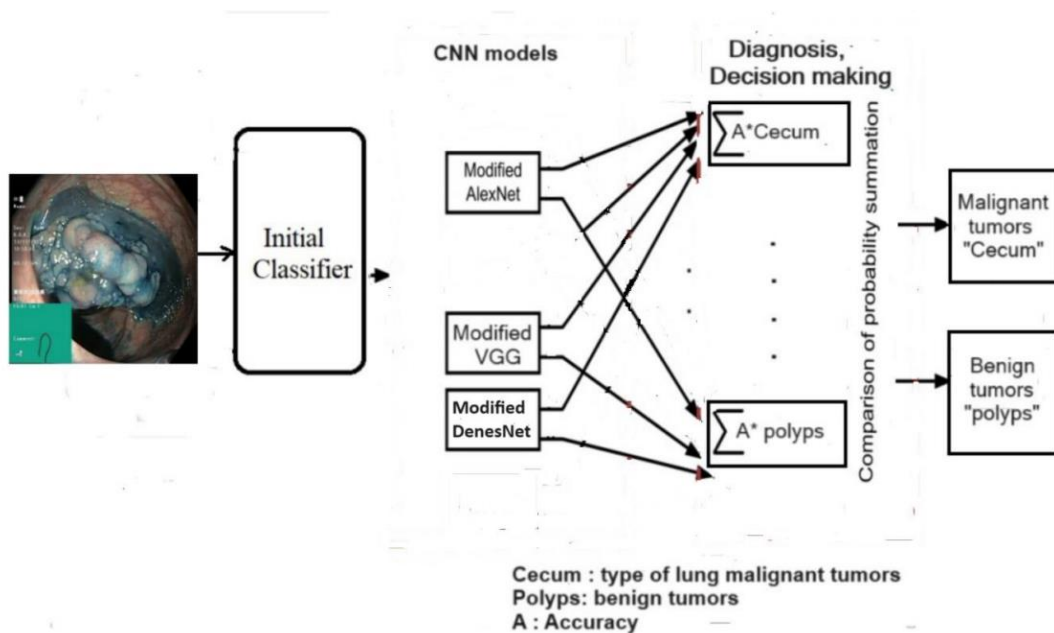 CNN models
Diagnosis,
Decision making
Initial
Classifier
Modified
AlexNet
Modified
VGG
Modified
DenesNet
∑ A*Cecum
∑ A* polyps
Comparison of probability summation
Malignant
tumors
"Cecum"
Benign
tumors
"polyps"
Cecum : type of lung malignant tumors
Polyps: benign tumors
A : Accuracy